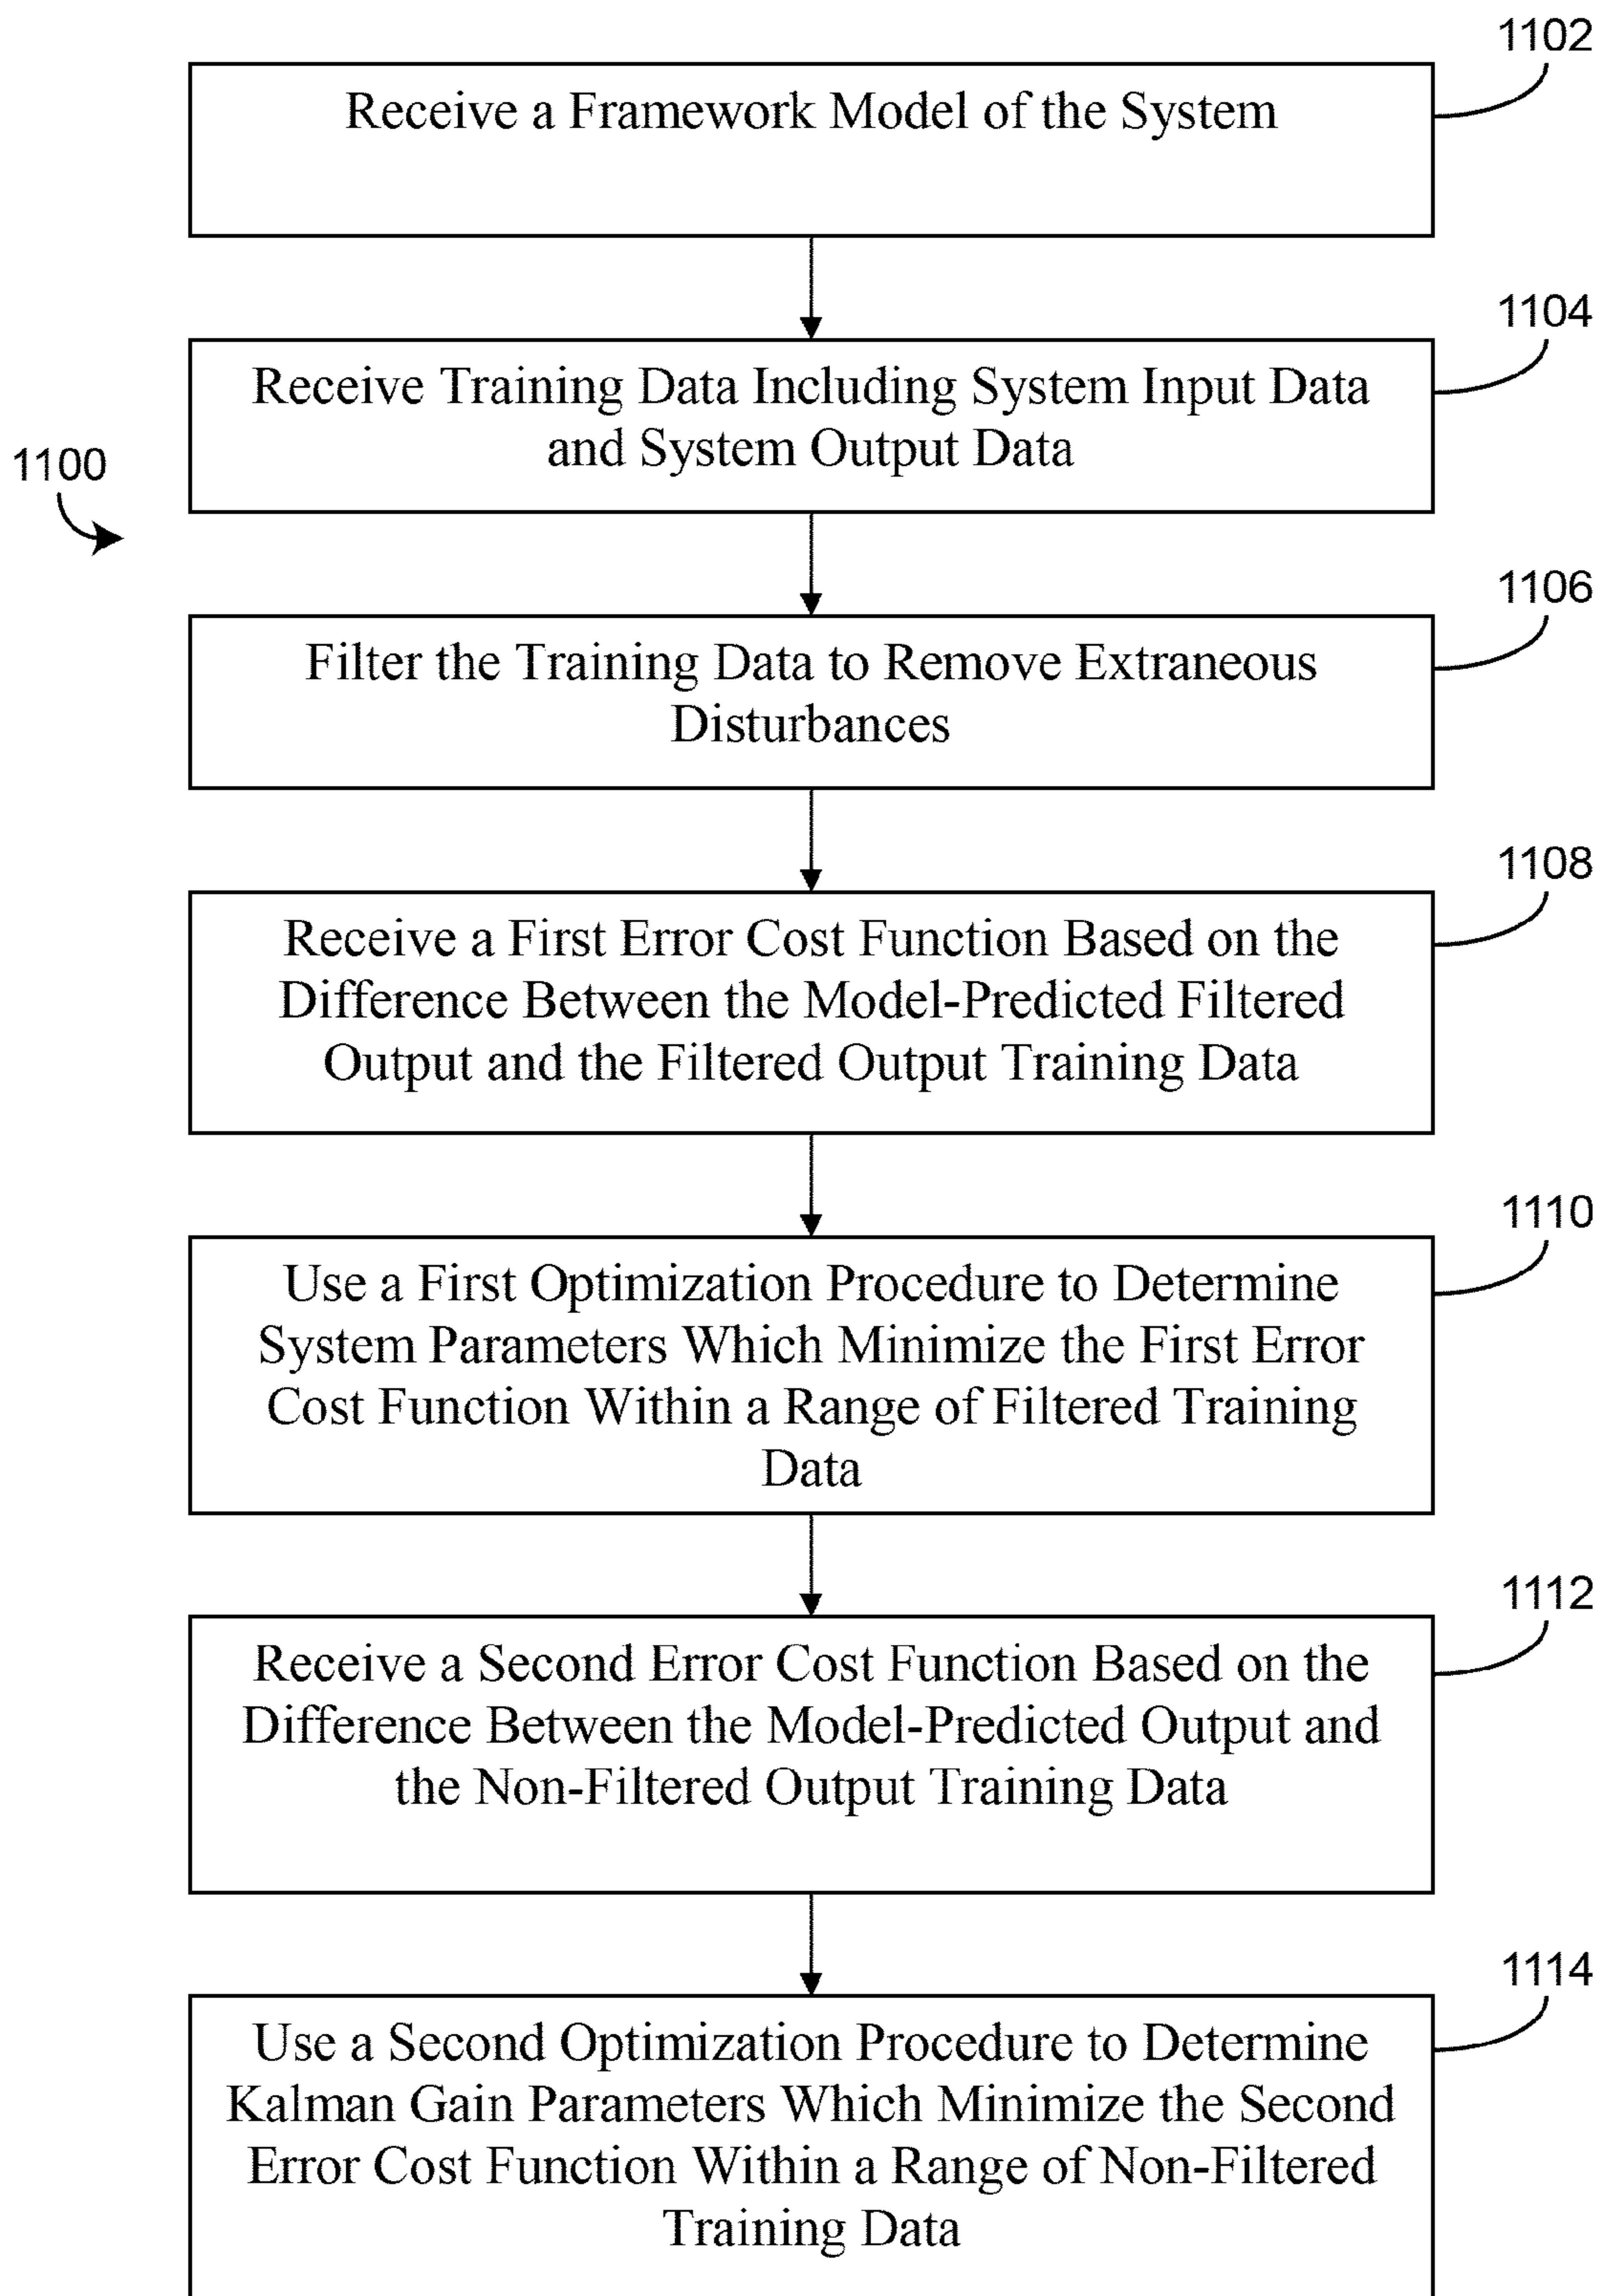 1102
Receive a Framework Model of the System
1104
Receive Training Data Including System Input Data
and System Output Data
1100
1106
Filter the Training Data to Remove Extraneous
Disturbances
1108
Receive a First Error Cost Function Based on the
Difference Between the Model-Predicted Filtered
Output and the Filtered Output Training Data
1110
Use a First Optimization Procedure to Determine
System Parameters Which Minimize the First Error
Cost Function Within a Range of Filtered Training
Data
1112
Receive a Second Error Cost Function Based on the
Difference Between the Model-Predicted Output and
the Non-Filtered Output Training Data
1114
Use a Second Optimization Procedure to Determine
Kalman Gain Parameters Which Minimize the Second
Error Cost Function Within a Range of Non-Filtered
Training Data